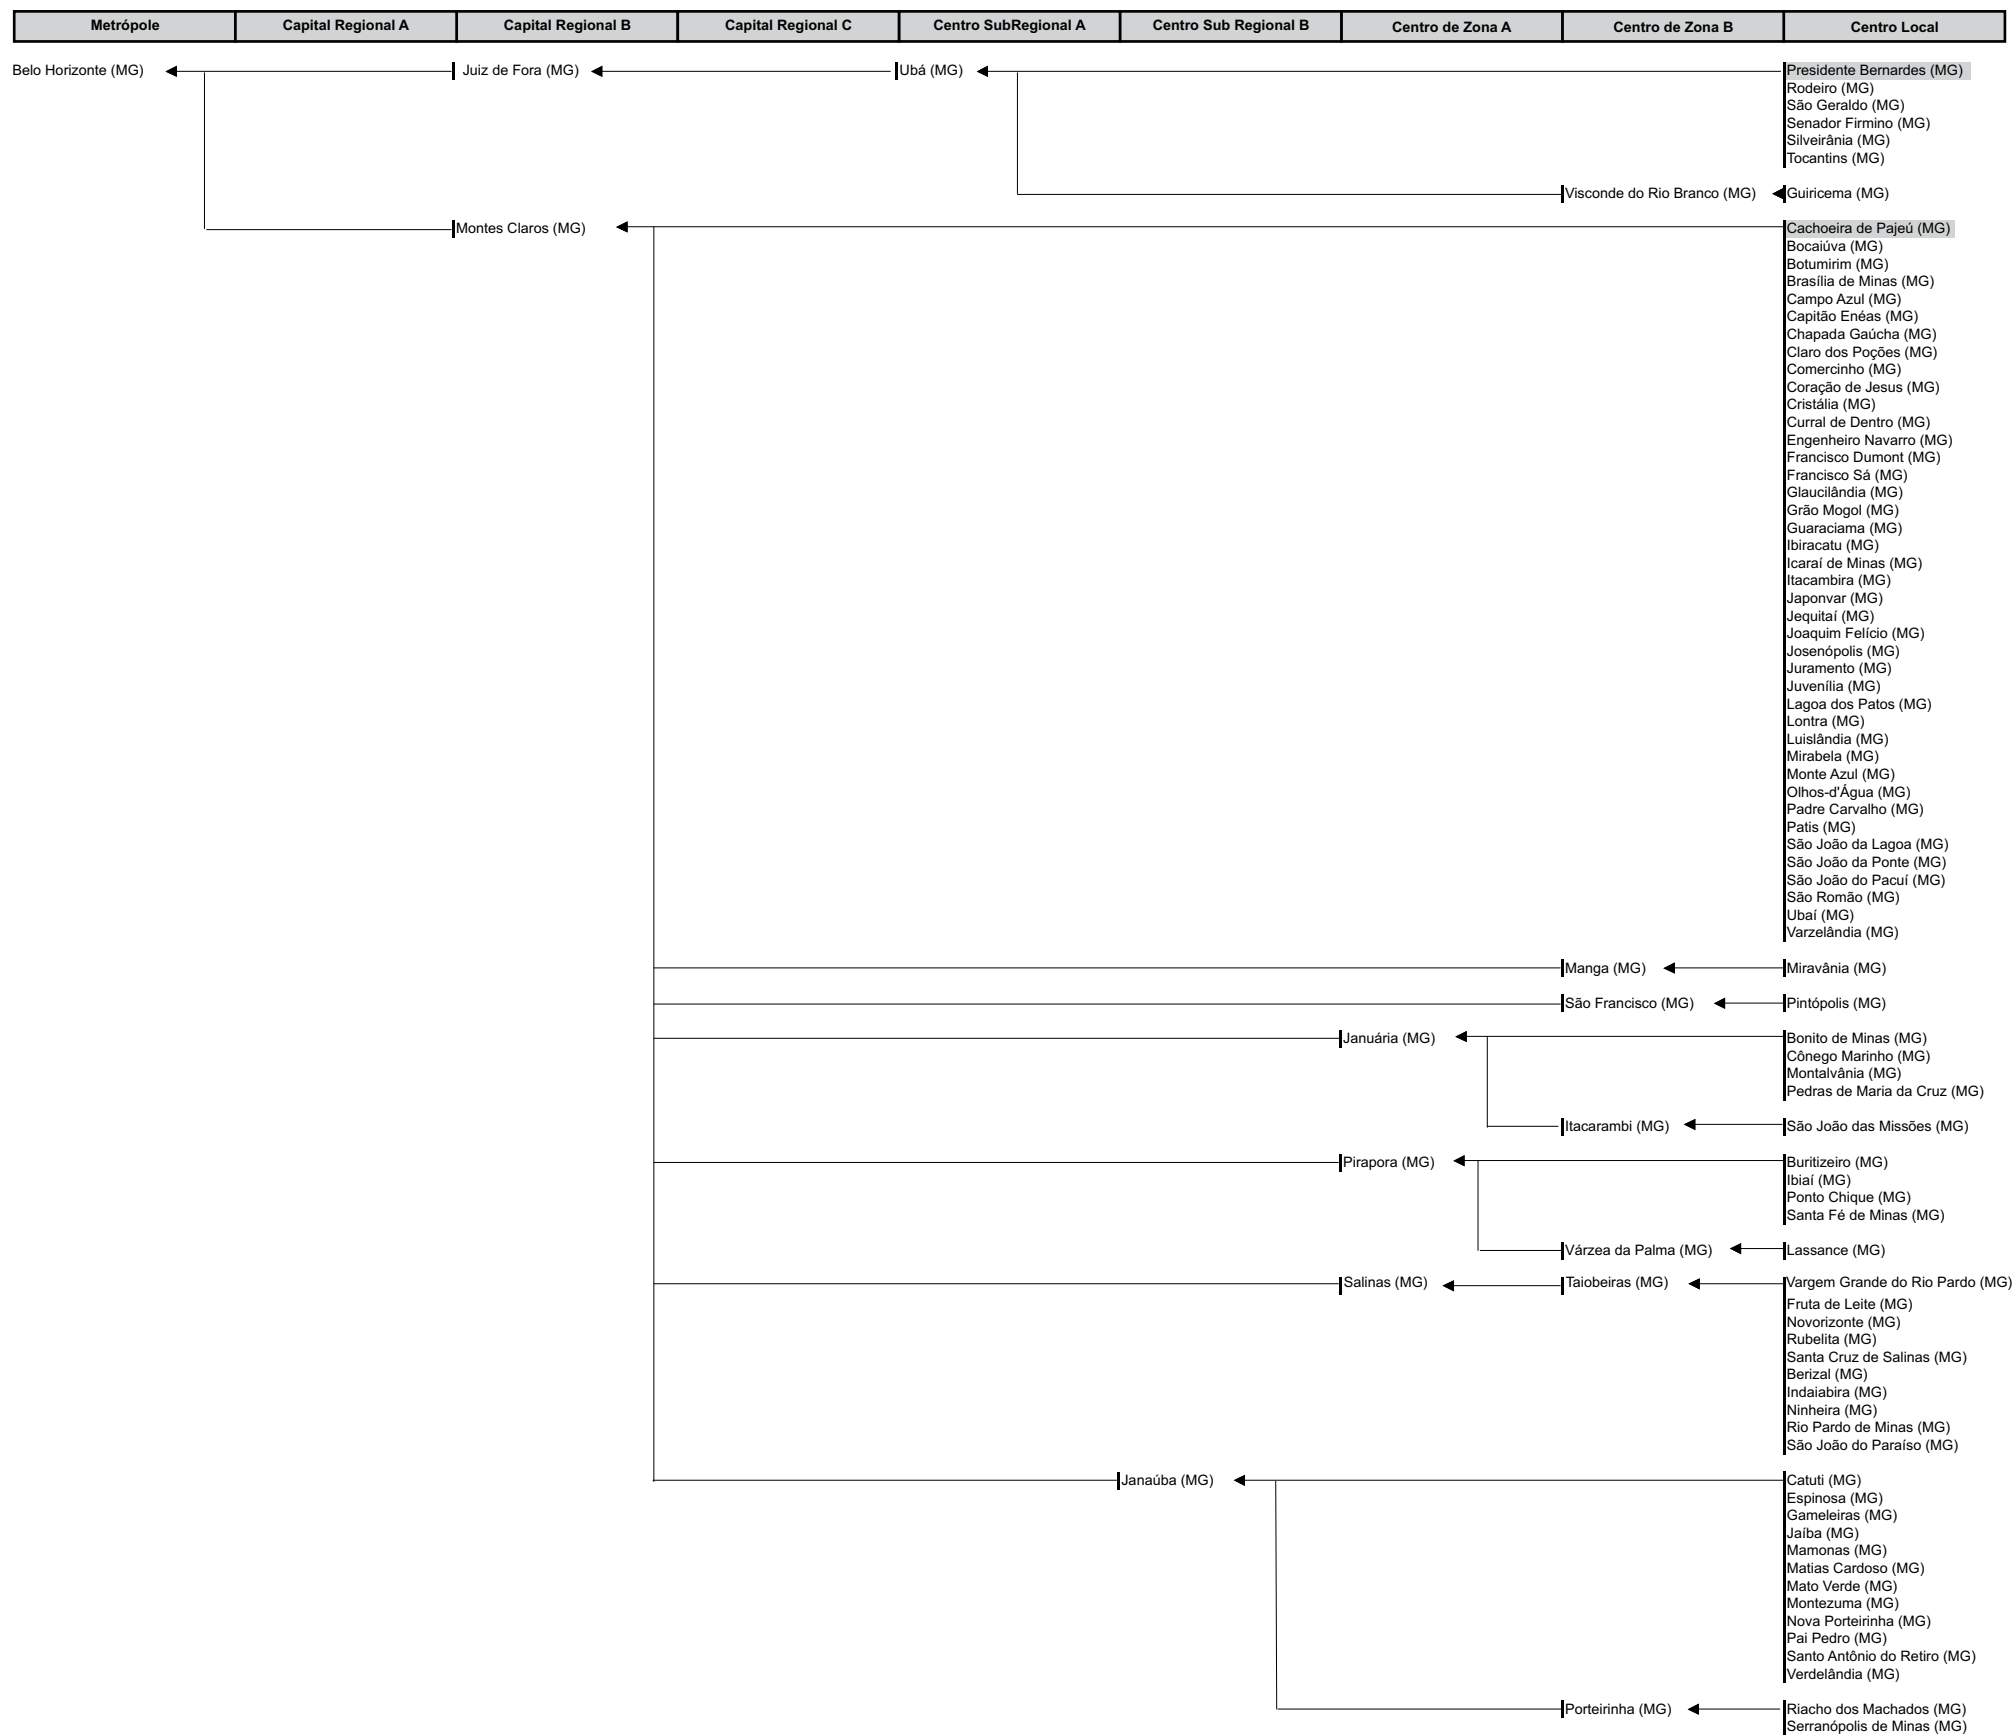 Metrópole Capital Regional A Capital Regional B Capital Regional C Centro SubRegional A Centro Sub Regional B Centro de Zona A Centro de Zona B Centro Local
Belo Horizonte (MG) Juiz de Fora (MG) Ubá (MG) Presidente Bernardes (MG)
Rodeiro (MG)
São Geraldo (MG)
Senador Firmino (MG)
Silveirânia (MG)
Tocantins (MG)
Visconde do Rio Branco (MG) Guiricema (MG)
Montes Claros (MG) Cachoeira de Pajeú (MG)
Bocaiúva (MG)
Botumirim (MG)
Brasília de Minas (MG)
Campo Azul (MG)
Capitão Enéas (MG)
Chapada Gaúcha (MG)
Claro dos Poções (MG)
Comercinho (MG)
Coração de Jesus (MG)
Cristália (MG)
Curral de Dentro (MG)
Engenheiro Navarro (MG)
Francisco Dumont (MG)
Francisco Sá (MG)
Glaucilândia (MG)
Grão Mogol (MG)
Guaraciama (MG)
Ibiracatu (MG)
Icaraí de Minas (MG)
Itacambira (MG)
Japonvar (MG)
Jequitaí (MG)
Joaquim Felício (MG)
Josenópolis (MG)
Juramento (MG)
Juvenília (MG)
Lagoa dos Patos (MG)
Lontra (MG)
Luislândia (MG)
Mirabela (MG)
Monte Azul (MG)
Olhos-d'Água (MG)
Padre Carvalho (MG)
Patis (MG)
São João da Lagoa (MG)
São João da Ponte (MG)
São João do Pacuí (MG)
São Romão (MG)
Ubaí (MG)
Varzelândia (MG)
Manga (MG) Miravânia (MG)
São Francisco (MG) Pintópolis (MG)
Januária (MG) Bonito de Minas (MG)
Cônego Marinho (MG)
Montalvânia (MG)
Pedras de Maria da Cruz (MG)
Itacarambi (MG) São João das Missões (MG)
Pirapora (MG) Buritizeiro (MG)
Ibiaí (MG)
Ponto Chique (MG)
Santa Fé de Minas (MG)
Várzea da Palma (MG) Lassance (MG)
Salinas (MG) Taiobeiras (MG) Vargem Grande do Rio Pardo (MG)
Fruta de Leite (MG)
Novorizonte (MG)
Rubelita (MG)
Santa Cruz de Salinas (MG)
Berizal (MG)
Indaiabira (MG)
Ninheira (MG)
Rio Pardo de Minas (MG)
São João do Paraíso (MG)
Janaúba (MG) Catuti (MG)
Espinosa (MG)
Gameleiras (MG)
Jaíba (MG)
Mamonas (MG)
Matias Cardoso (MG)
Mato Verde (MG)
Montezuma (MG)
Nova Porteirinha (MG)
Pai Pedro (MG)
Santo Antônio do Retiro (MG)
Verdelândia (MG)
Porteirinha (MG) Riacho dos Machados (MG)
Serranópolis de Minas (MG)